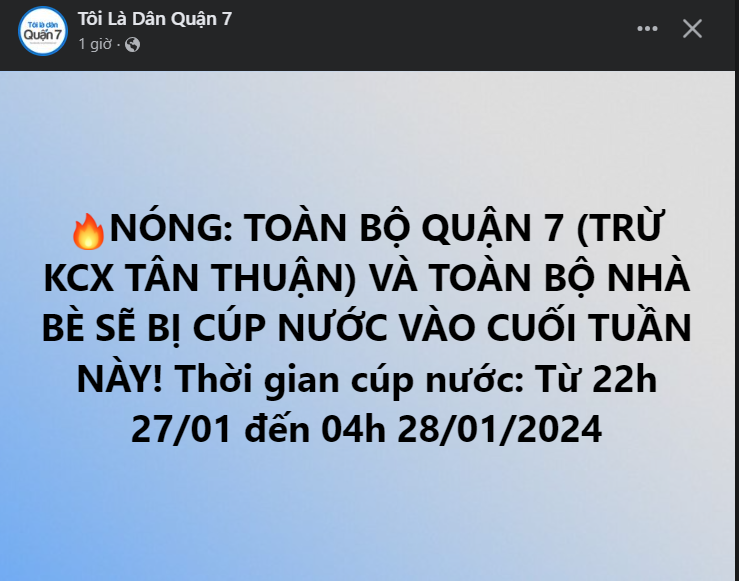 Tôi là dân
Quận 7
Tôi Là Dân Quận 7
1 giờ ·
🔥NÓNG: TOÀN BỘ QUẬN 7 (TRỪ
KCX TÂN THUẬN) VÀ TOÀN BỘ NHÀ
BÈ SẼ BỊ CÚP NƯỚC VÀO CUỐI TUẦN
NÀY! Thời gian cúp nước: Từ 22h
27/01 đến 04h 28/01/2024